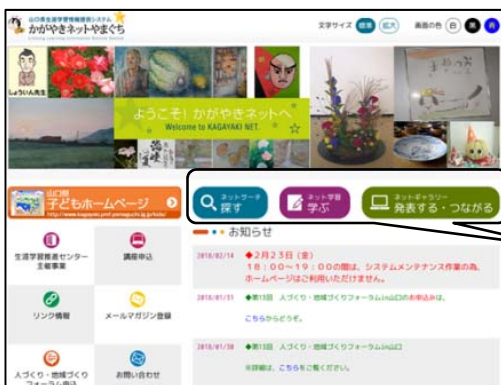 山口県生涯学習情報提供システム
かがやきネットやまぐち
文字サイズ 標準 拡大 画面の色 白 黒 青
しょういん先生
ようこそ! かがやきネットへ
Welcome to KAGAYAKI NET.
山口県
子どもホームページ
http://www.kagayaki.pref.yamaguchi.lg.jp/kids/
ネットサーチ
探す
ネット学習
学ぶ
ネットギャラリー
発表する・つながる
生涯学習推進センター
主催事業
講座申込
リンク情報
メールマガジン登録
人づくり・地域づくり
フォーラム申込
お問い合わせ
お知らせ
2018/02/14 ◆2月23日(金)
18:00~19:00の間は、システムメンテナンス作業の為、
ホームページはご利用いただけません。
2018/01/31 ◆第13回 人づくり・地域づくりフォーラムin山口のお申込みは、
こちらからどうぞ。
2018/01/30 ◆第13回 人づくり・地域づくりフォーラムin山口
※詳細は、こちらをご覧ください。